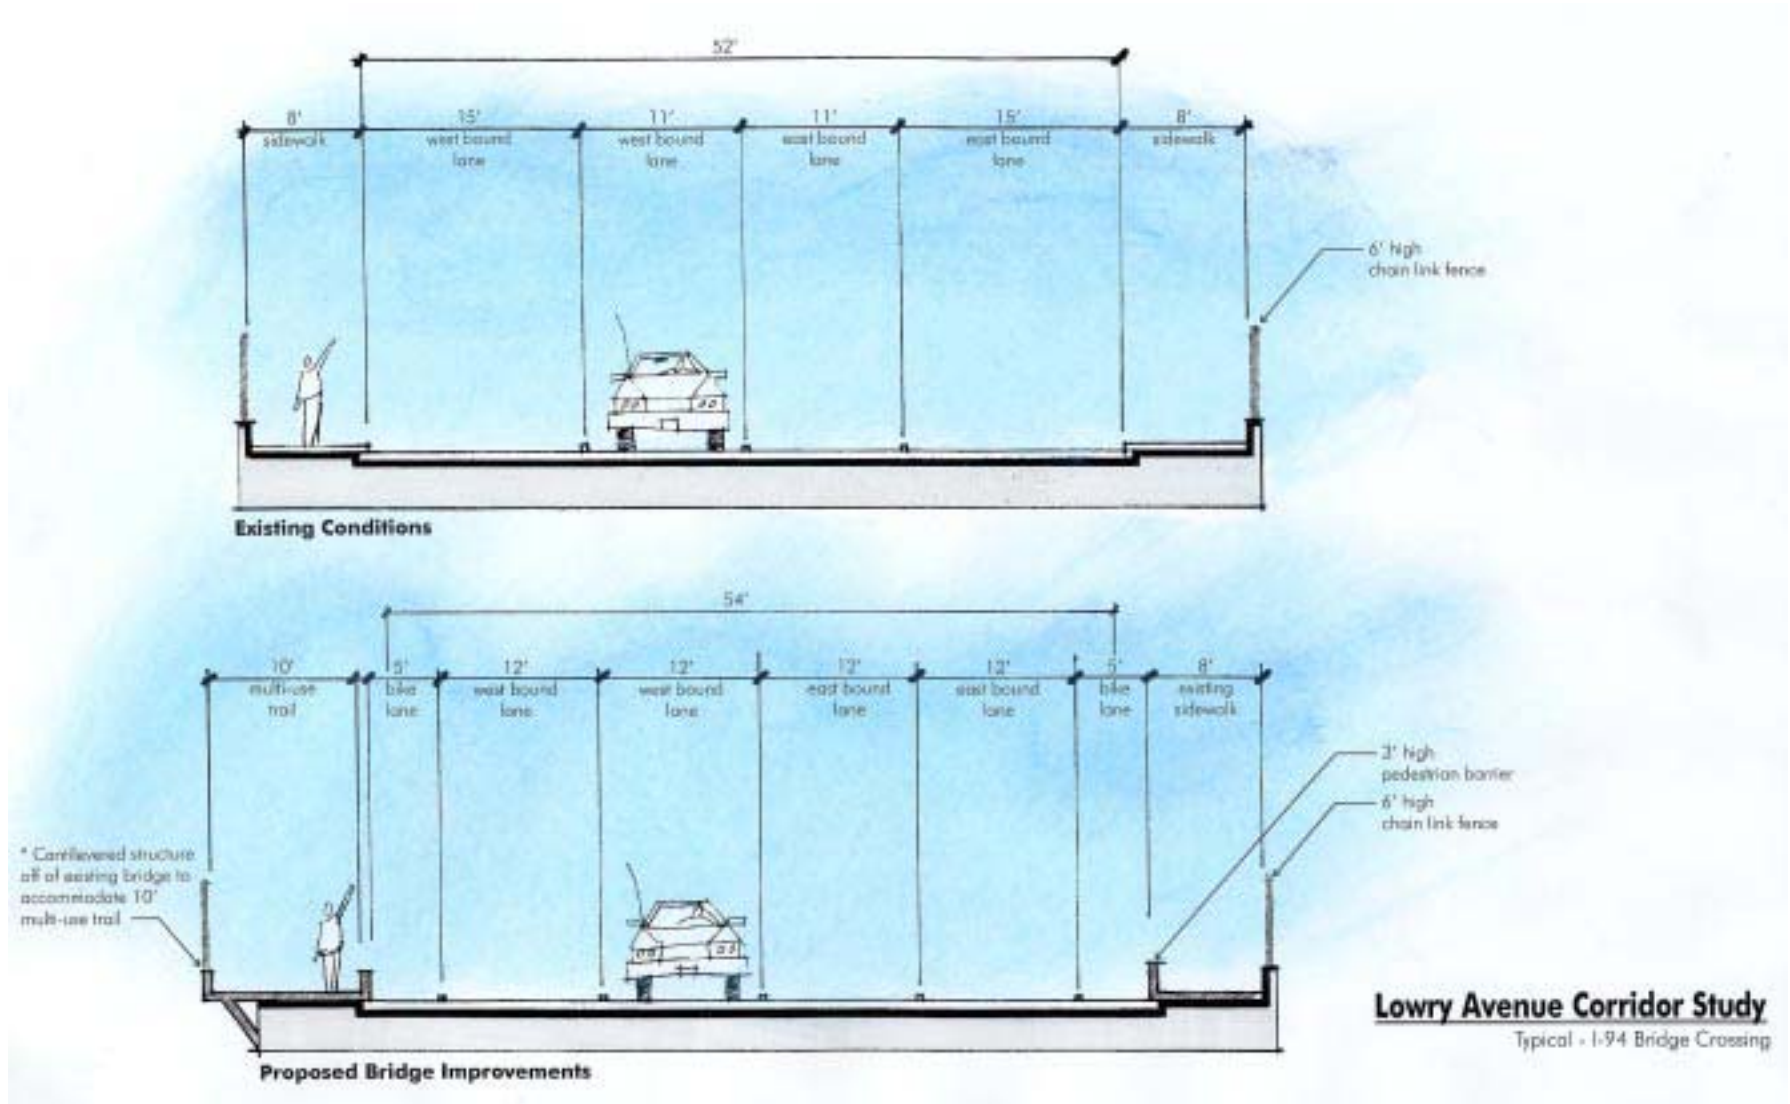 52'
8' 15' 11' 11' 15' 8'
sidewalk west bound west bound east bound east bound sidewalk
lane lane lane lane
6' high
chain link fence
Existing Conditions
54'
10' 5' 12' 12' 12' 12' 5' 8'
multi-use bike west bound west bound east bound east bound bike existing
trail lane lane lane lane lane lane sidewalk
high
pedestrian barrier
6' high
chain link fence
* Cantilevered structure
off of existing bridge to
accommodate 10'
multi-use trail
Lowry Avenue Corridor Study
Typical - I-94 Bridge Crossing
Proposed Bridge Improvements